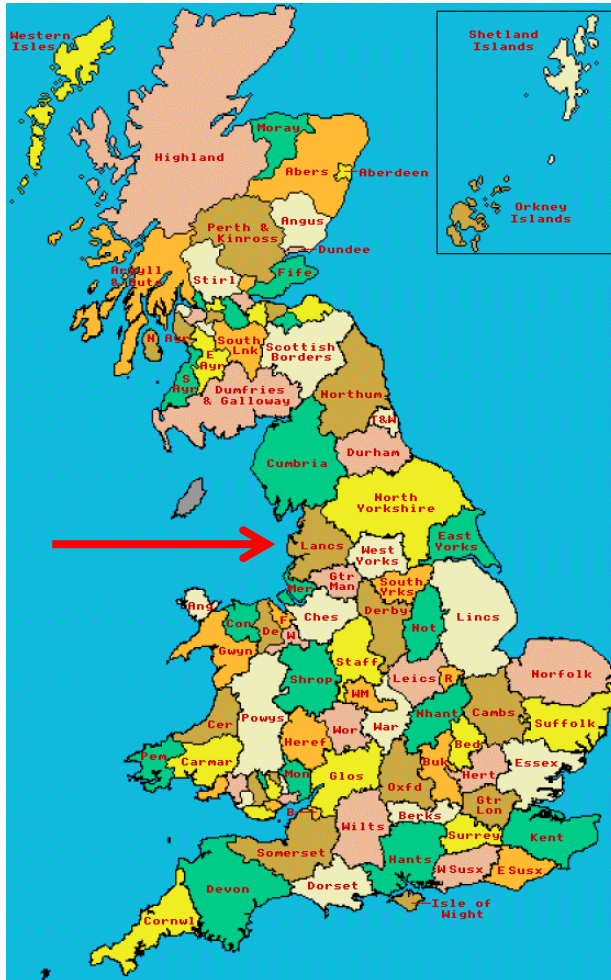 Western
Isles
Shetland
Islands
Orkney
Islands
Highland
Moray
Abers
Aberdeen
Angus
Perth &
Kinross
Dundee
Argyll
& Bute
Stirl
Fife
N Ayr
E
Ayr
S
Ayr
South
Lnk
Scottish
Borders
Dumfries
& Galloway
Northum
T&W
Durham
Cumbria
North
Yorkshire
Lancs
West
Yorks
East
Yorks
Mer
Gtr
Man
South
Yrks
Ang
Con
De
F
W
Ches
Derby
Not
Lincs
Gwyn
Shrop
Staff
Leics
R
Norfolk
Powys
WM
Cer
Heref
Wor
War
Nhant
Cambs
Suffolk
Pem
Carmar
Mon
Glos
Oxfd
Buk
Bed
Hert
Essex
B
Gtr
Lon
Wilts
Berks
Surrey
Kent
Somerset
Hants
W Susx
E Susx
Devon
Dorset
Isle of
Wight
Cornwl